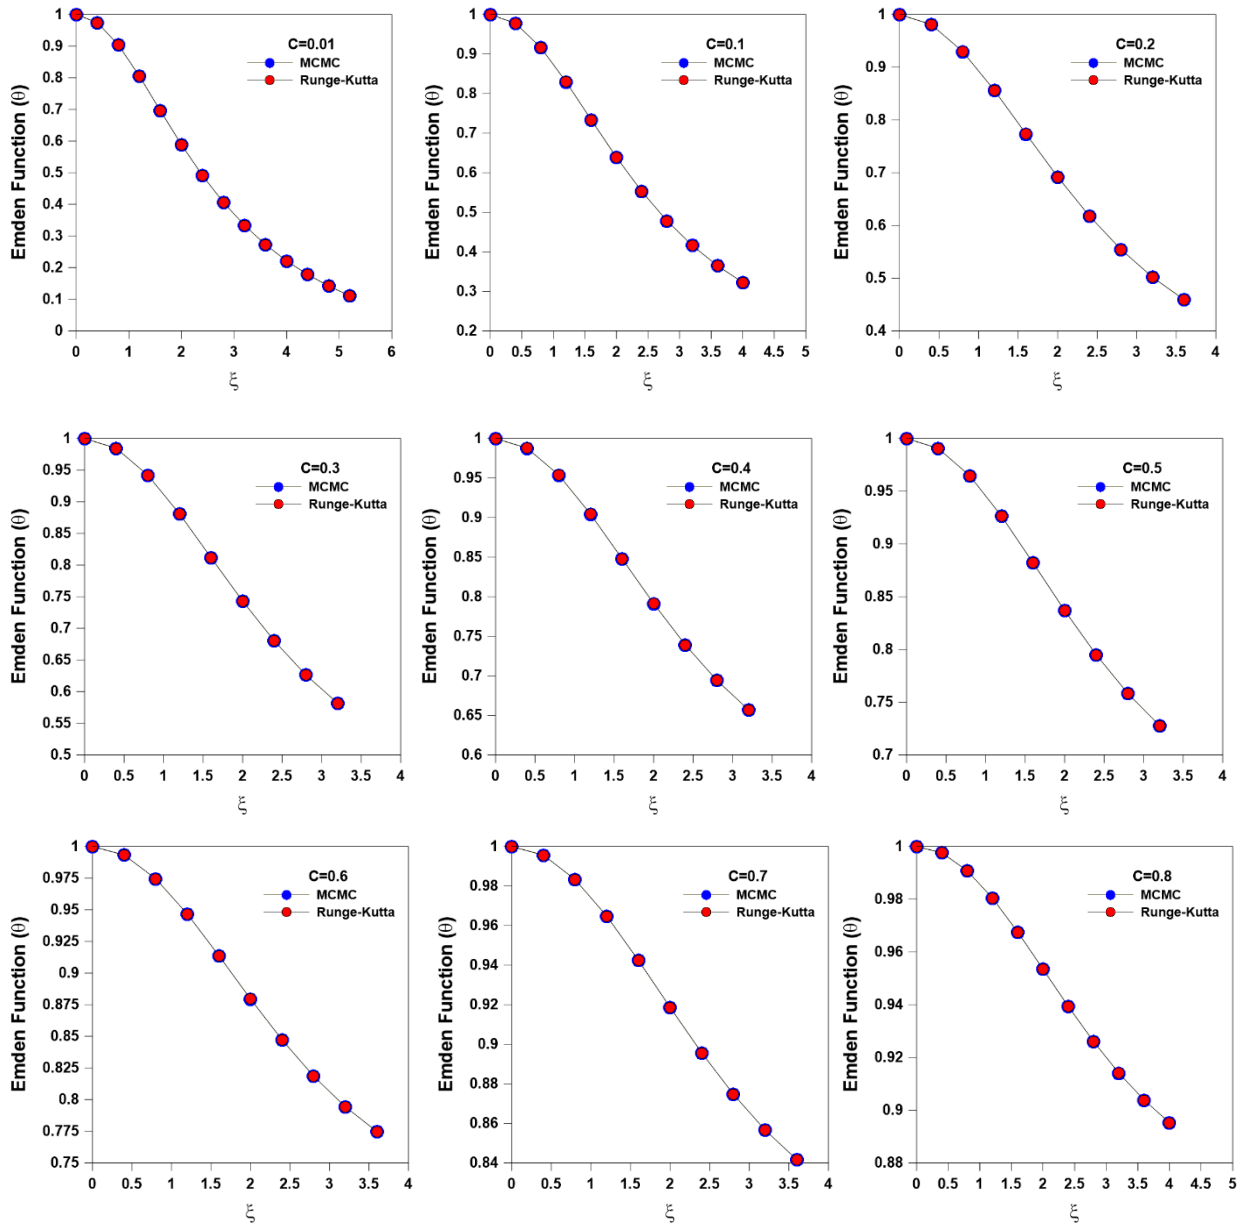 C=0.01
MCMC
Runge-Kutta
Emden Function (θ)
1
0.9
0.8
0.7
0.6
0.5
0.4
0.3
0.2
0.1
0
0 1 2 3 4 5 6
ξ
C=0.1
MCMC
Runge-Kutta
Emden Function (θ)
1
0.9
0.8
0.7
0.6
0.5
0.4
0.3
0.2
0 0.5 1 1.5 2 2.5 3 3.5 4 4.5 5
ξ
C=0.2
MCMC
Runge-Kutta
Emden Function (θ)
1
0.9
0.8
0.7
0.6
0.5
0.4
0 0.5 1 1.5 2 2.5 3 3.5 4
ξ
C=0.3
MCMC
Runge-Kutta
Emden Function (θ)
1
0.95
0.9
0.85
0.8
0.75
0.7
0.65
0.6
0.55
0.5
0 0.5 1 1.5 2 2.5 3 3.5 4
ξ
C=0.4
MCMC
Runge-Kutta
Emden Function (θ)
1
0.95
0.9
0.85
0.8
0.75
0.7
0.65
0.6
0 0.5 1 1.5 2 2.5 3 3.5 4
ξ
C=0.5
MCMC
Runge-Kutta
Emden Function (θ)
1
0.95
0.9
0.85
0.8
0.75
0.7
0 0.5 1 1.5 2 2.5 3 3.5 4
ξ
C=0.6
MCMC
Runge-Kutta
Emden Function (θ)
1
0.975
0.95
0.925
0.9
0.875
0.85
0.825
0.8
0.775
0.75
0 0.5 1 1.5 2 2.5 3 3.5 4
ξ
C=0.7
MCMC
Runge-Kutta
Emden Function (θ)
1
0.98
0.96
0.94
0.92
0.9
0.88
0.86
0.84
0 0.5 1 1.5 2 2.5 3 3.5 4
ξ
C=0.8
MCMC
Runge-Kutta
Emden Function (θ)
1
0.98
0.96
0.94
0.92
0.9
0.88
0 0.5 1 1.5 2 2.5 3 3.5 4 4.5 5
ξ